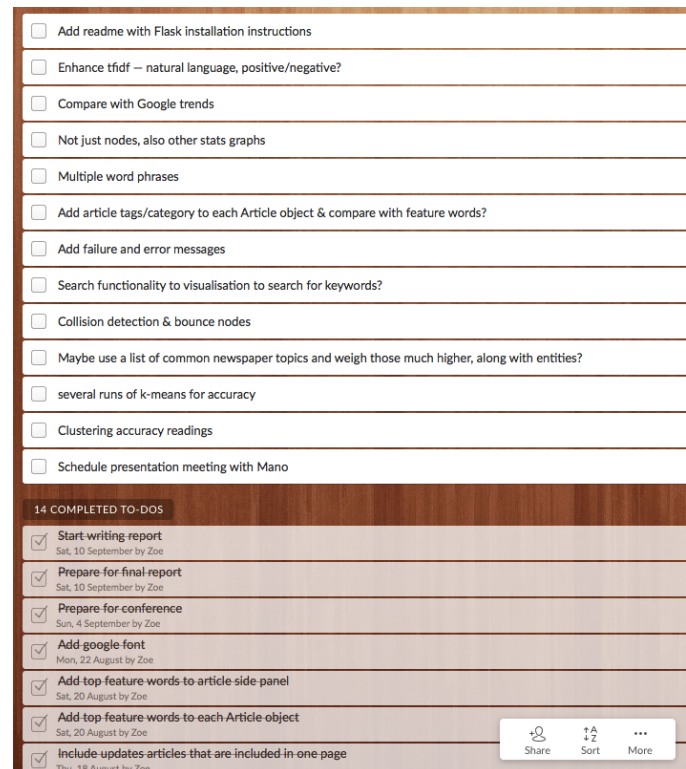 Add readme with Flask installation instructions
Enhance tfidf — natural language, positive/negative?
Compare with Google trends
Not just nodes, also other stats graphs
Multiple word phrases
Add article tags/category to each Article object & compare with feature words?
Add failure and error messages
Search functionality to visualisation to search for keywords?
Collision detection & bounce nodes
Maybe use a list of common newspaper topics and weigh those much higher, along with entities?
several runs of k-means for accuracy
Clustering accuracy readings
Schedule presentation meeting with Mano
14 COMPLETED TO-DOS
Start writing report
Sat, 10 September by Zoe
Prepare for final report
Sat, 10 September by Zoe
Prepare for conference
Sun, 4 September by Zoe
Add google font
Mon, 22 August by Zoe
Add top feature words to article side panel
Sat, 20 August by Zoe
Add top feature words to each Article object
Sat, 20 August by Zoe
Include updates articles that are included in one page
Thu, 18 August by Zoe
Share Sort More